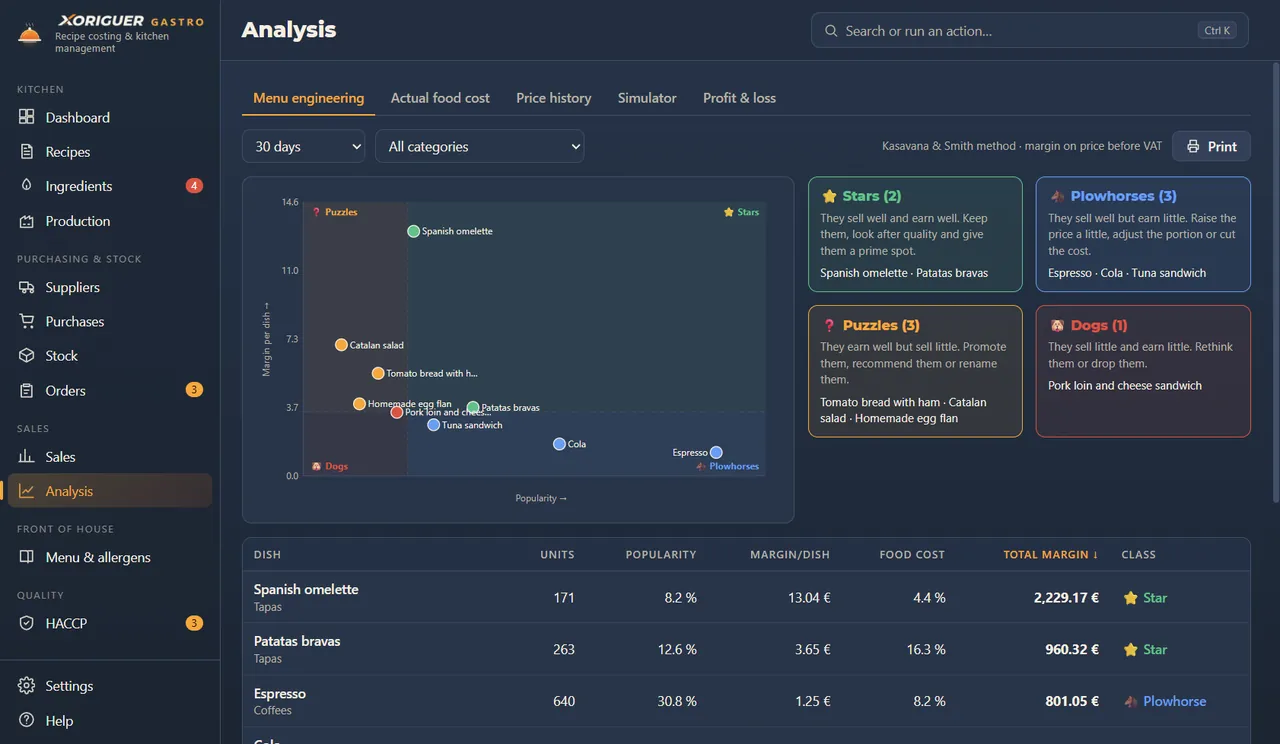 XORIGUER GASTRO
Recipe costing & kitchen
management
KITCHEN
Dashboard
Recipes
Ingredients 4
Production
PURCHASING & STOCK
Suppliers
Purchases
Stock
Orders 3
SALES
Sales
Analysis
FRONT OF HOUSE
Menu & allergens
QUALITY
HACCP 3
Settings
Help
Analysis
Search or run an action... Ctrl K
Menu engineering Actual food cost Price history Simulator Profit & loss
30 days All categories Kasavana & Smith method · margin on price before VAT Print
14.6
11.0
7.3
3.7
0.0
Margin per dish →
Popularity →
Puzzles
Stars
Spanish omelette
Catalan salad
Tomato bread with h...
Homemade egg flan
Pork loin and chees...
Patatas bravas
Tuna sandwich
Cola
Espresso
Dogs
Plowhorses
Stars (2)
They sell well and earn well. Keep
them, look after quality and give
them a prime spot.
Spanish omelette · Patatas bravas
Plowhorses (3)
They sell well but earn little. Raise the
price a little, adjust the portion or cut
the cost.
Espresso · Cola · Tuna sandwich
Puzzles (3)
They earn well but sell little. Promote
them, recommend them or rename
them.
Tomato bread with ham · Catalan
salad · Homemade egg flan
Dogs (1)
They sell little and earn little. Rethink
them or drop them.
Pork loin and cheese sandwich
DISH UNITS POPULARITY MARGIN/DISH FOOD COST TOTAL MARGIN ↓ CLASS
Spanish omelette
Tapas
171 8.2 % 13.04 € 4.4 % 2,229.17 € Star
Patatas bravas
Tapas
263 12.6 % 3.65 € 16.3 % 960.32 € Star
Espresso
Coffees
640 30.8 % 1.25 € 8.2 % 801.05 € Plowhorse
Cola